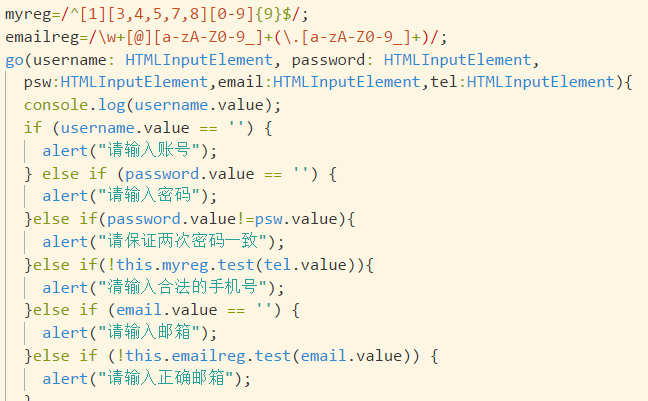 myreg=/^[1][3,4,5,7,8][0-9]{9}$/;
emailreg=/\w+[@][a-zA-Z0-9_]+(\.[a-zA-Z0-9_]+)/;
go(username: HTMLInputElement, password: HTMLInputElement,
psw:HTMLInputElement,email:HTMLInputElement,tel:HTMLInputElement){
console.log(username.value);
if (username.value == '') {
alert("请输入账号");
} else if (password.value == '') {
alert("请输入密码");
}else if(password.value!=psw.value){
alert("请保证两次密码一致");
}else if(!this.myreg.test(tel.value)){
alert("请输入合法的手机号");
}else if (email.value == '') {
alert("请输入邮箱");
}else if (!this.emailreg.test(email.value)) {
alert("请输入正确邮箱");
}